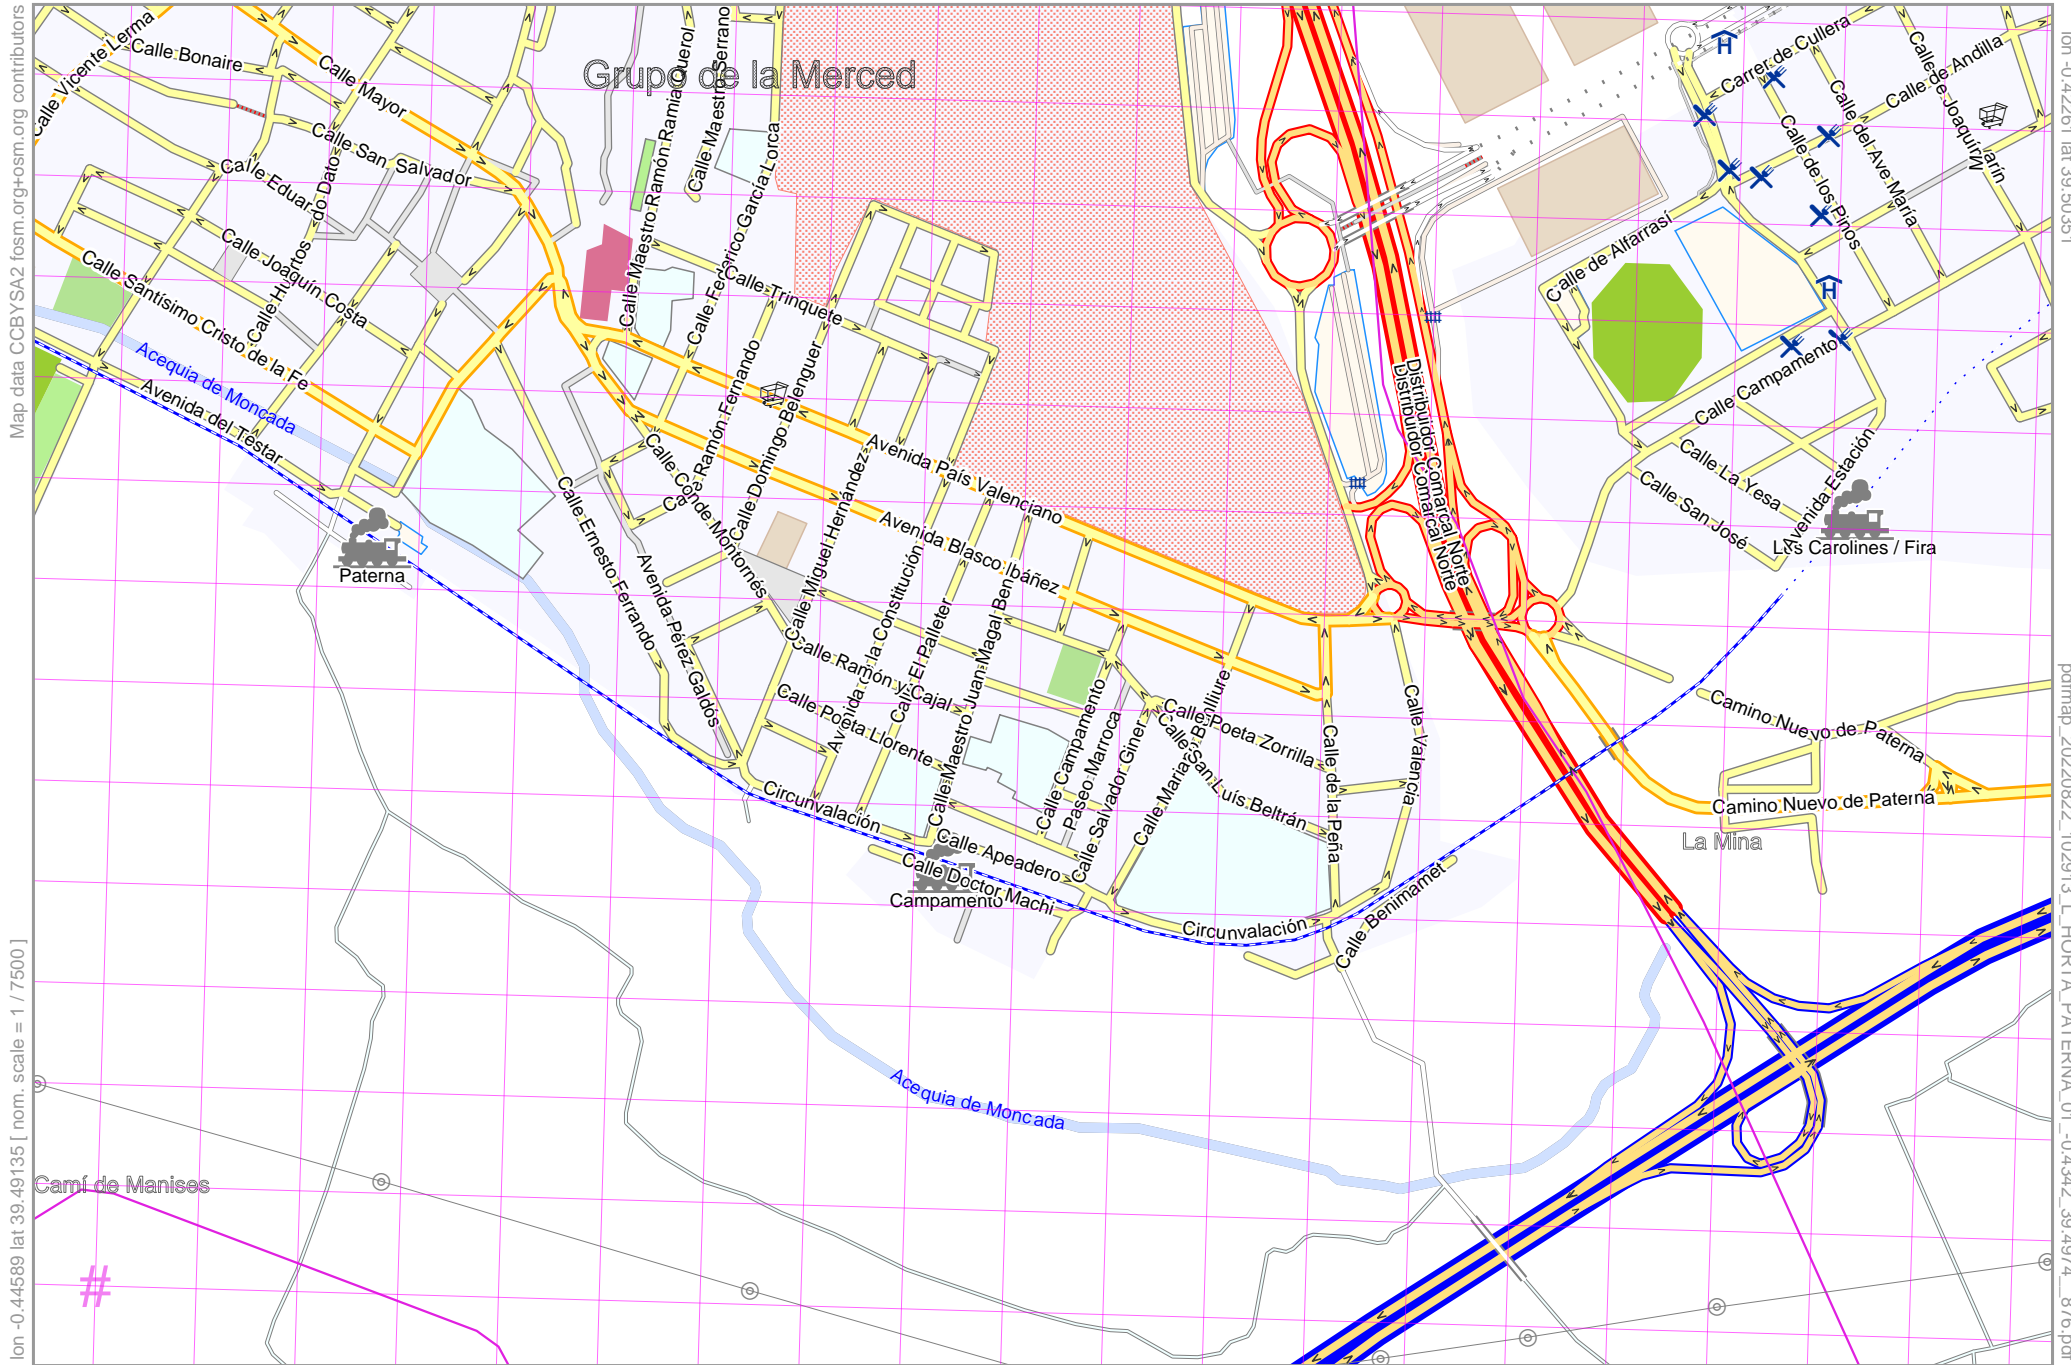 Map data CCBYSA2 fosm.org+osm.org contributors
lon -0.44589 lat 39.49135 [ nom. scale = 1 / 7500 ]
Grupo de la Merced
Calle Vicente Lerma
Calle Bonaire
Calle Mayor
Calle San Salvador
Calle Eduardo Dato
Calle Huertos
Calle Joaquín Costa
Calle Santísimo Cristo de la Fe
Acequia de Moncada
Avenida del Testar
Paterna
Calle Maestro Ramón Ramia Querol
Calle Maestro Serrano
Calle Federico García Lorca
Calle Trinquete
Calle Ramón Fernando
Calle Domingo Belenguer
Calle Miguel Hernández
Calle Conde Montornés
Avenida País Valenciano
Avenida Blasco Ibáñez
Calle Ernesto Ferrando
Avenida Pérez Galdós
Calle Ramón y Cajal
Calle Poeta Llorente
Avenida de la Constitución
Calle El Palleter
Calle Maestro Juan Magal Benl
Calle Campamento
Paseo Marroca
Calle Salvador Giner
Calle Mariano Benlliure
Calle Poeta Zorrilla
Calle San Luís Beltrán
Calle de la Peña
Calle Valencia
Circunvalación
Calle Apeadero
Calle Doctor Machi
Campamento
Circunvalación
Calle Benimamet
Distribuidor Comarcal Norte
Distribuidor Comarcal Norte
Carrer de Cullera
Calle de Joaquín Marín
Calle de Andilla
Calle del Ave María
Calle de los Pinos
Calle de Alfarrasí
Calle Campamento
Calle La Yesa
Calle San José
Avenida Estación
Los Carolines / Fira
Camino Nuevo de Paterna
Camino Nuevo de Paterna
La Mina
Acequia de Moncada
Camí de Manises
#